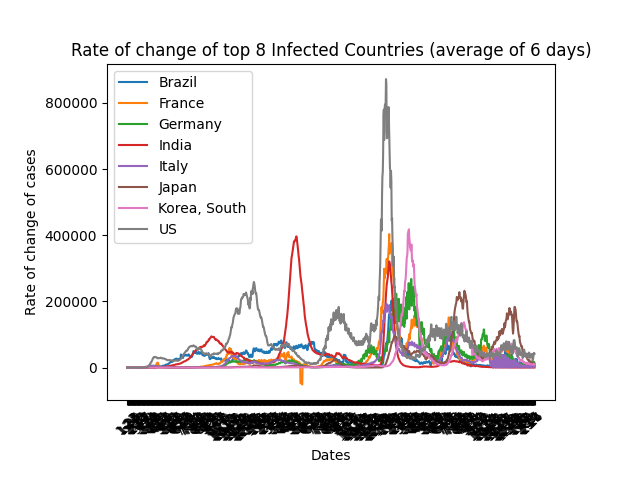 Rate of change of top 8 Infected Countries (average of 6 days)
Brazil
France
Germany
India
Italy
Japan
Korea, South
US
800000
600000
400000
200000
0
Rate of change of cases
Dates